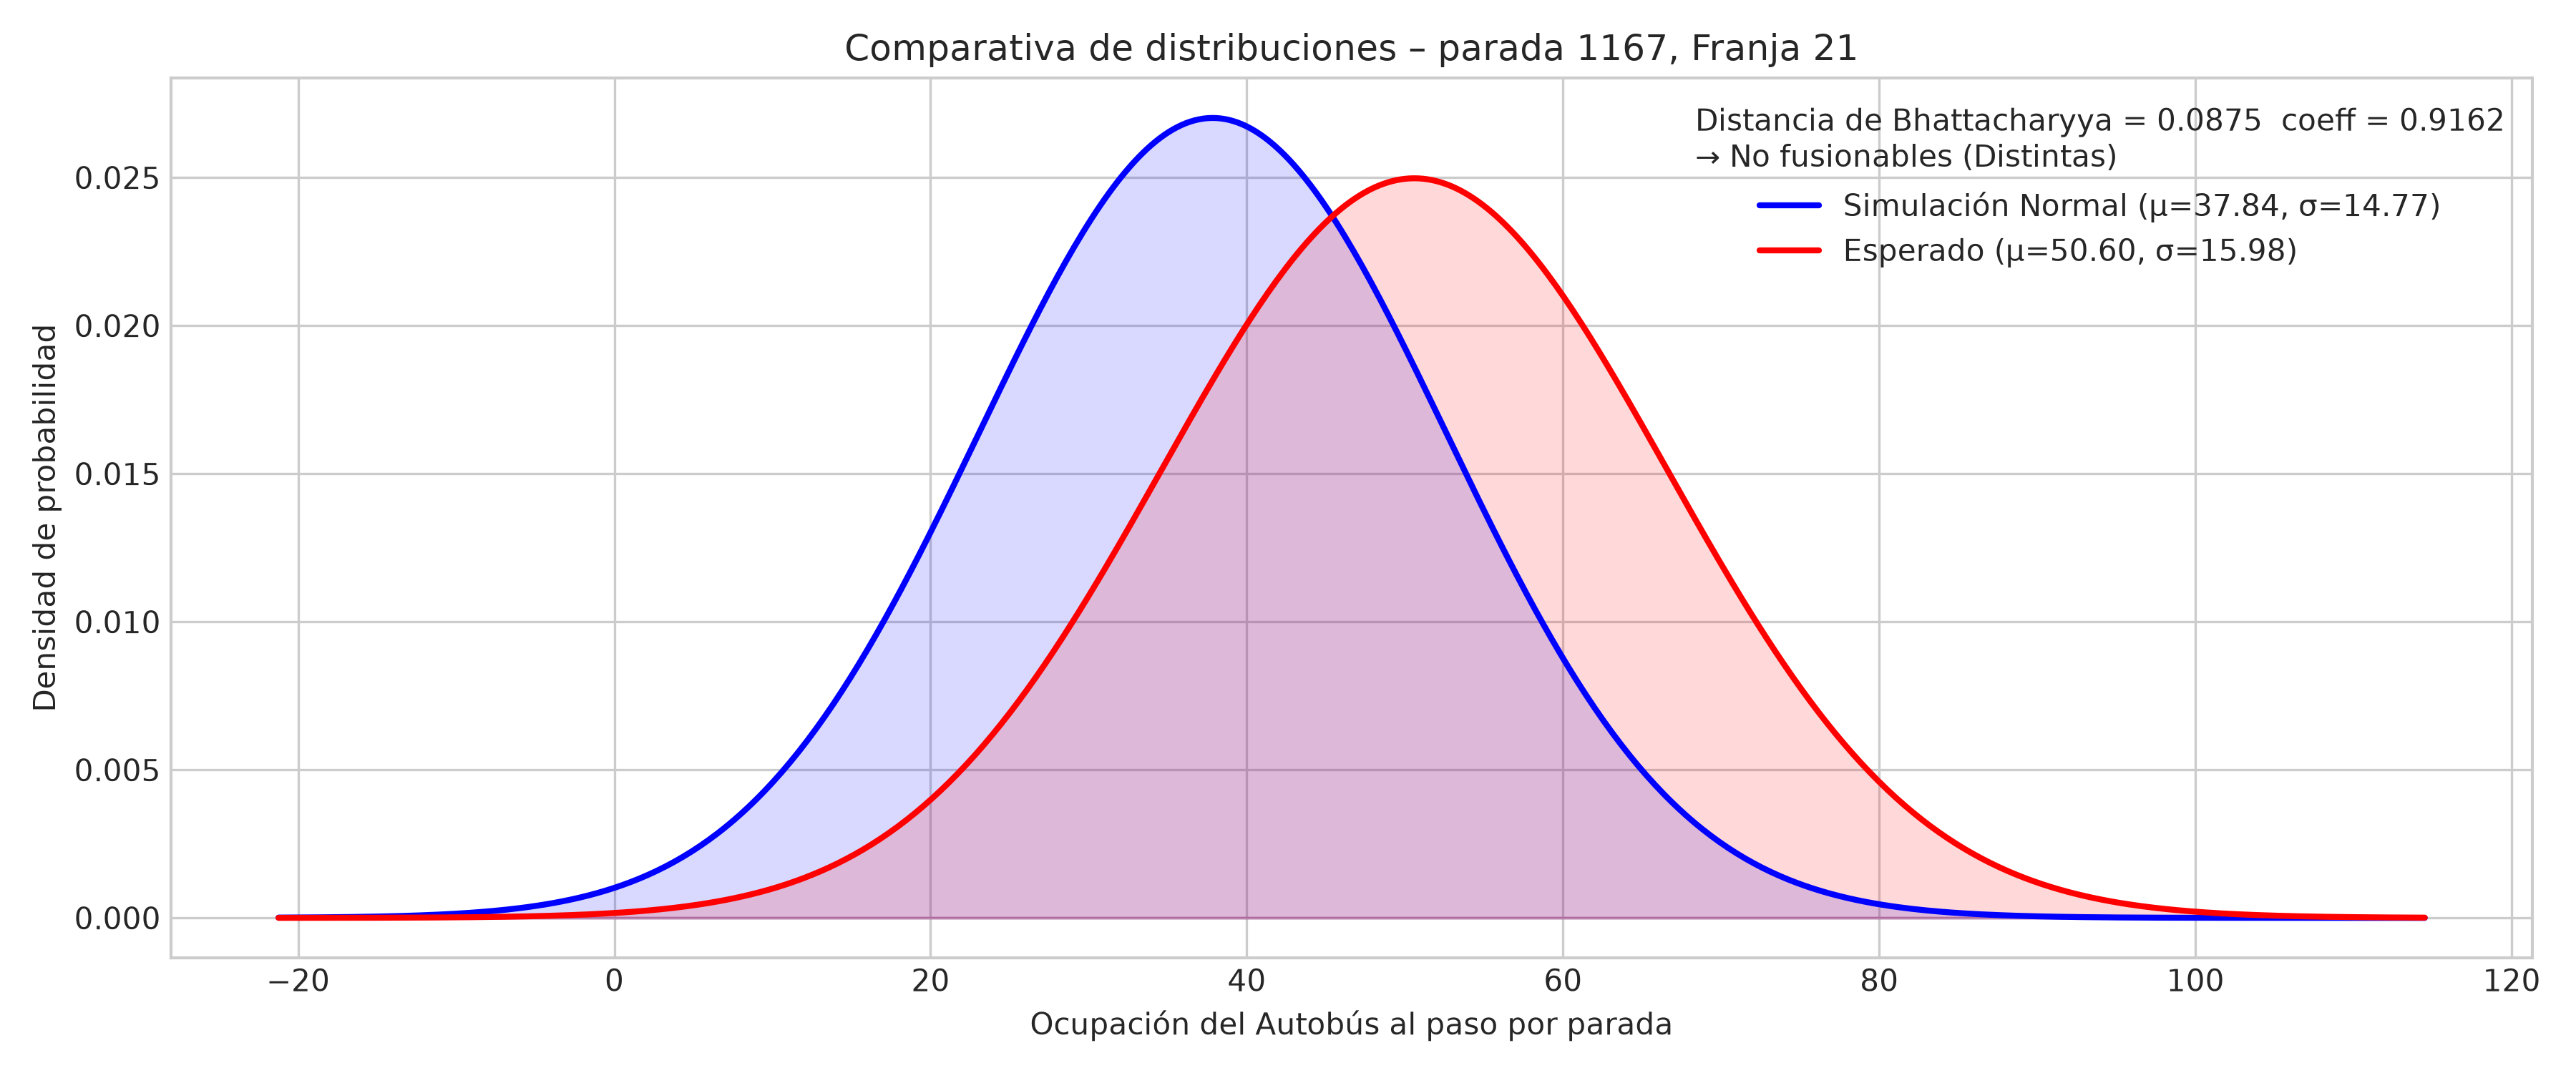 Comparativa de distribuciones – parada 1167, Franja 21
Distancia de Bhattacharyya = 0.0875  coeff = 0.9162
→ No fusionables (Distintas)
Simulación Normal (μ=37.84, σ=14.77)
Esperado (μ=50.60, σ=15.98)
Densidad de probabilidad
0.025
0.020
0.015
0.010
0.005
0.000
−20 0 20 40 60 80 100 120
Ocupación del Autobús al paso por parada